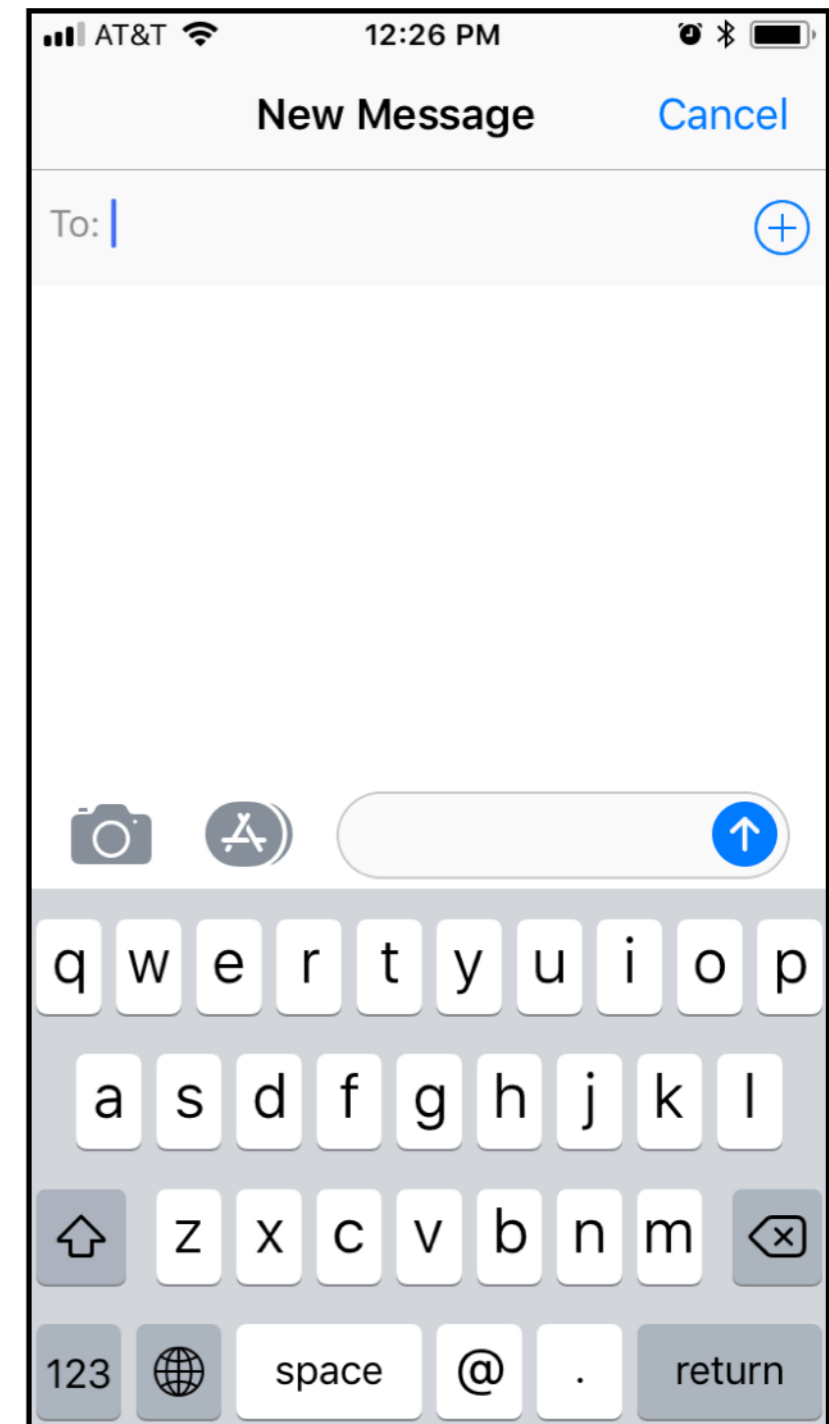 AT&T 12:26 PM
New Message Cancel
To:
q w e r t y u i o p
a s d f g h j k l
z x c v b n m
123 space @ . return